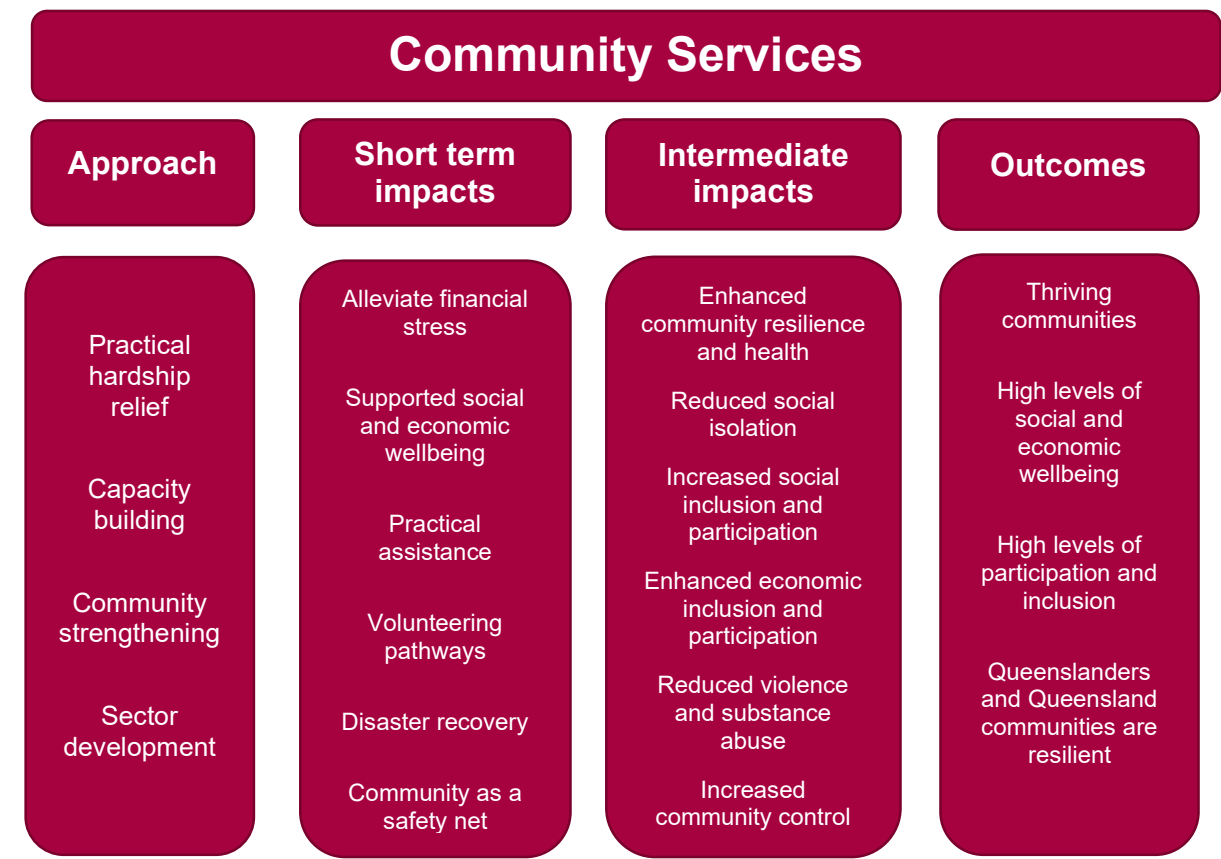 Community Services
Approach
Short term
impacts
Intermediate
impacts
Outcomes
Practical
hardship
relief
Capacity
building
Community
strengthening
Sector
development
Alleviate financial
stress
Supported social
and economic
wellbeing
Practical
assistance
Volunteering
pathways
Disaster recovery
Community as a
safety net
Enhanced
community resilience
and health
Reduced social
isolation
Increased social
inclusion and
participation
Enhanced economic
inclusion and
participation
Reduced violence
and substance
abuse
Increased
community control
Thriving
communities
High levels of
social and
economic
wellbeing
High levels of
participation and
inclusion
Queenslanders
and Queensland
communities are
resilient